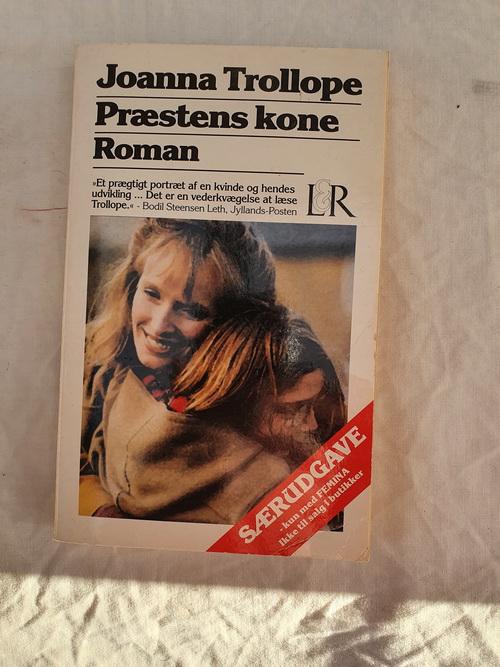 Joanna Trollope
Præstens kone
Roman
»Et prægtigt portræt af en kvinde og hendes
udvikling ... Det er en vederkvægelse at læse
Trollope.« - Bodil Steensen Leth, Jyllands-Posten
L&R
SÆRUDGAVE
- kun med FEMINA
ikke til salg i butikker